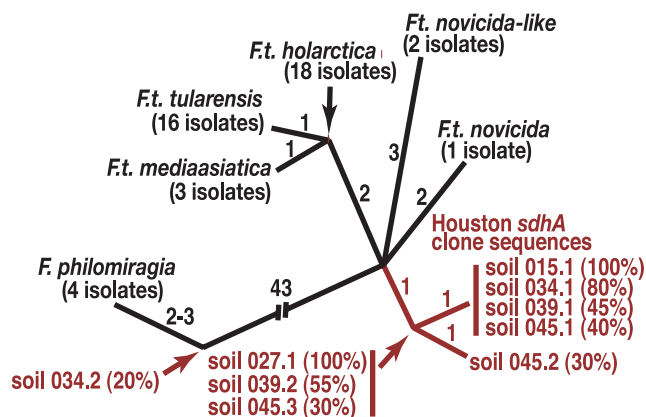 F.t. novicida-like
(2 isolates)
F.t. holarctica
(18 isolates)
F.t. tularensis
(16 isolates)
1
1
F.t. mediaasiatica
(3 isolates)
F.t. novicida
(1 isolate)
3
2
2
Houston sdhA
clone sequences
F. philomiragia
(4 isolates)
43
2-3
1
1
1
soil 015.1 (100%)
soil 034.1 (80%)
soil 039.1 (45%)
soil 045.1 (40%)
soil 045.2 (30%)
soil 034.2 (20%)
soil 027.1 (100%)
soil 039.2 (55%)
soil 045.3 (30%)